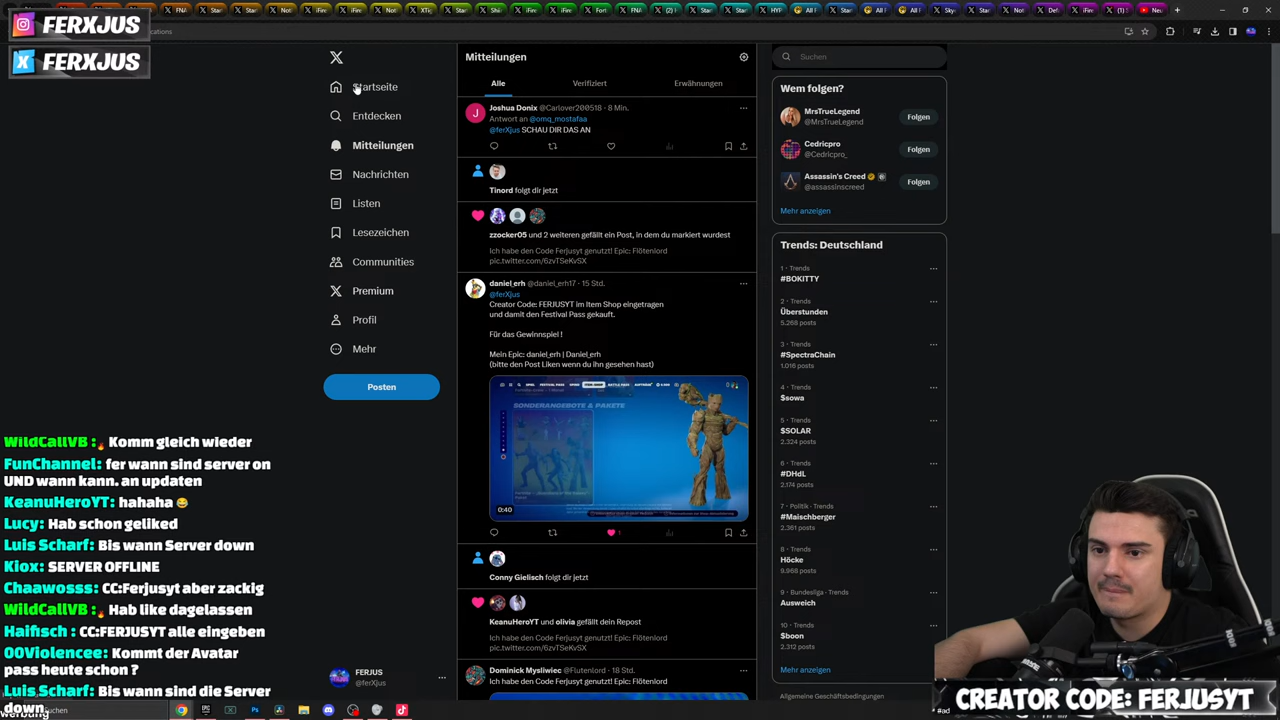 FERXJUS
FERXJUS
cations
Mitteilungen
Alle
Verifiziert
Erwähnungen
Startseite
Entdecken
Mitteilungen
Nachrichten
Listen
Lesezeichen
Communities
Premium
Profil
Mehr
Posten
Joshua Donix @Carlover200518 · 8 Min.
Antwort an @omq_mostafaa
@ferXjus SCHAU DIR DAS AN
Tinord folgt dir jetzt
zzocker05 und 2 weiteren gefällt ein Post, in dem du markiert wurdest
Ich habe den Code Ferjusyt genutzt! Epic: Flötenlord
pic.twitter.com/6zvTSeKvSX
daniel_erh @daniel_erh17 · 15 Std.
@ferXjus
Creator Code: FERJUSYT im Item Shop eingetragen
und damit den Festival Pass gekauft.
Für das Gewinnspiel !
Mein Epic: daniel_erh | Daniel_erh
(bitte den Post Liken wenn du ihn gesehen hast)
SONDERANGEBOTE & PAKETE
0:40
1
Conny Gielisch folgt dir jetzt
KeanuHeroYT und olivia gefällt dein Repost
Ich habe den Code Ferjusyt genutzt! Epic: Flötenlord
pic.twitter.com/6zvTSeKvSX
Dominick Mysliwiec @Flutenlord · 18 Std.
Ich habe den Code Ferjusyt genutzt! Epic: Flötenlord
Suchen
Wem folgen?
MrsTrueLegend
@MrsTrueLegend
Folgen
Cedricpro
@Cedricpro_
Folgen
Assassin's Creed
@assassinscreed
Folgen
Mehr anzeigen
Trends: Deutschland
1 · Trends
#BOKITTY
2 · Trends
Überstunden
5.268 posts
3 · Trends
#SpectraChain
1.016 posts
4 · Trends
$sowa
5 · Trends
$SOLAR
2.324 posts
6 · Trends
#DHdL
2.174 posts
7 · Politik · Trends
#Maischberger
2.361 posts
8 · Trends
Höcke
9.968 posts
9 · Bundesliga · Trends
Ausweich
10 · Trends
$boon
2.312 posts
Mehr anzeigen
Allgemeine Geschäftsbedingungen
WildCallVB : Komm gleich wieder
FunChannel: fer wann sind server on
UND wann kann. an updaten
KeanuHeroYT: hahaha
Lucy: Hab schon geliked
Luis Scharf: Bis wann Server down
Kiox: SERVER OFFLINE
Chaawosss: CC:Ferjusyt aber zackig
WildCallVB : Hab like dagelassen
Haifisch : CC:FERJUSYT alle eingeben
00Violencee: Kommt der Avatar
pass heute schon ?
Luis Scharf: Bis wann sind die Server
down
FERJUS
@ferXjus
Suchen
werbung
#ad
CREATOR CODE: FERJUSYT